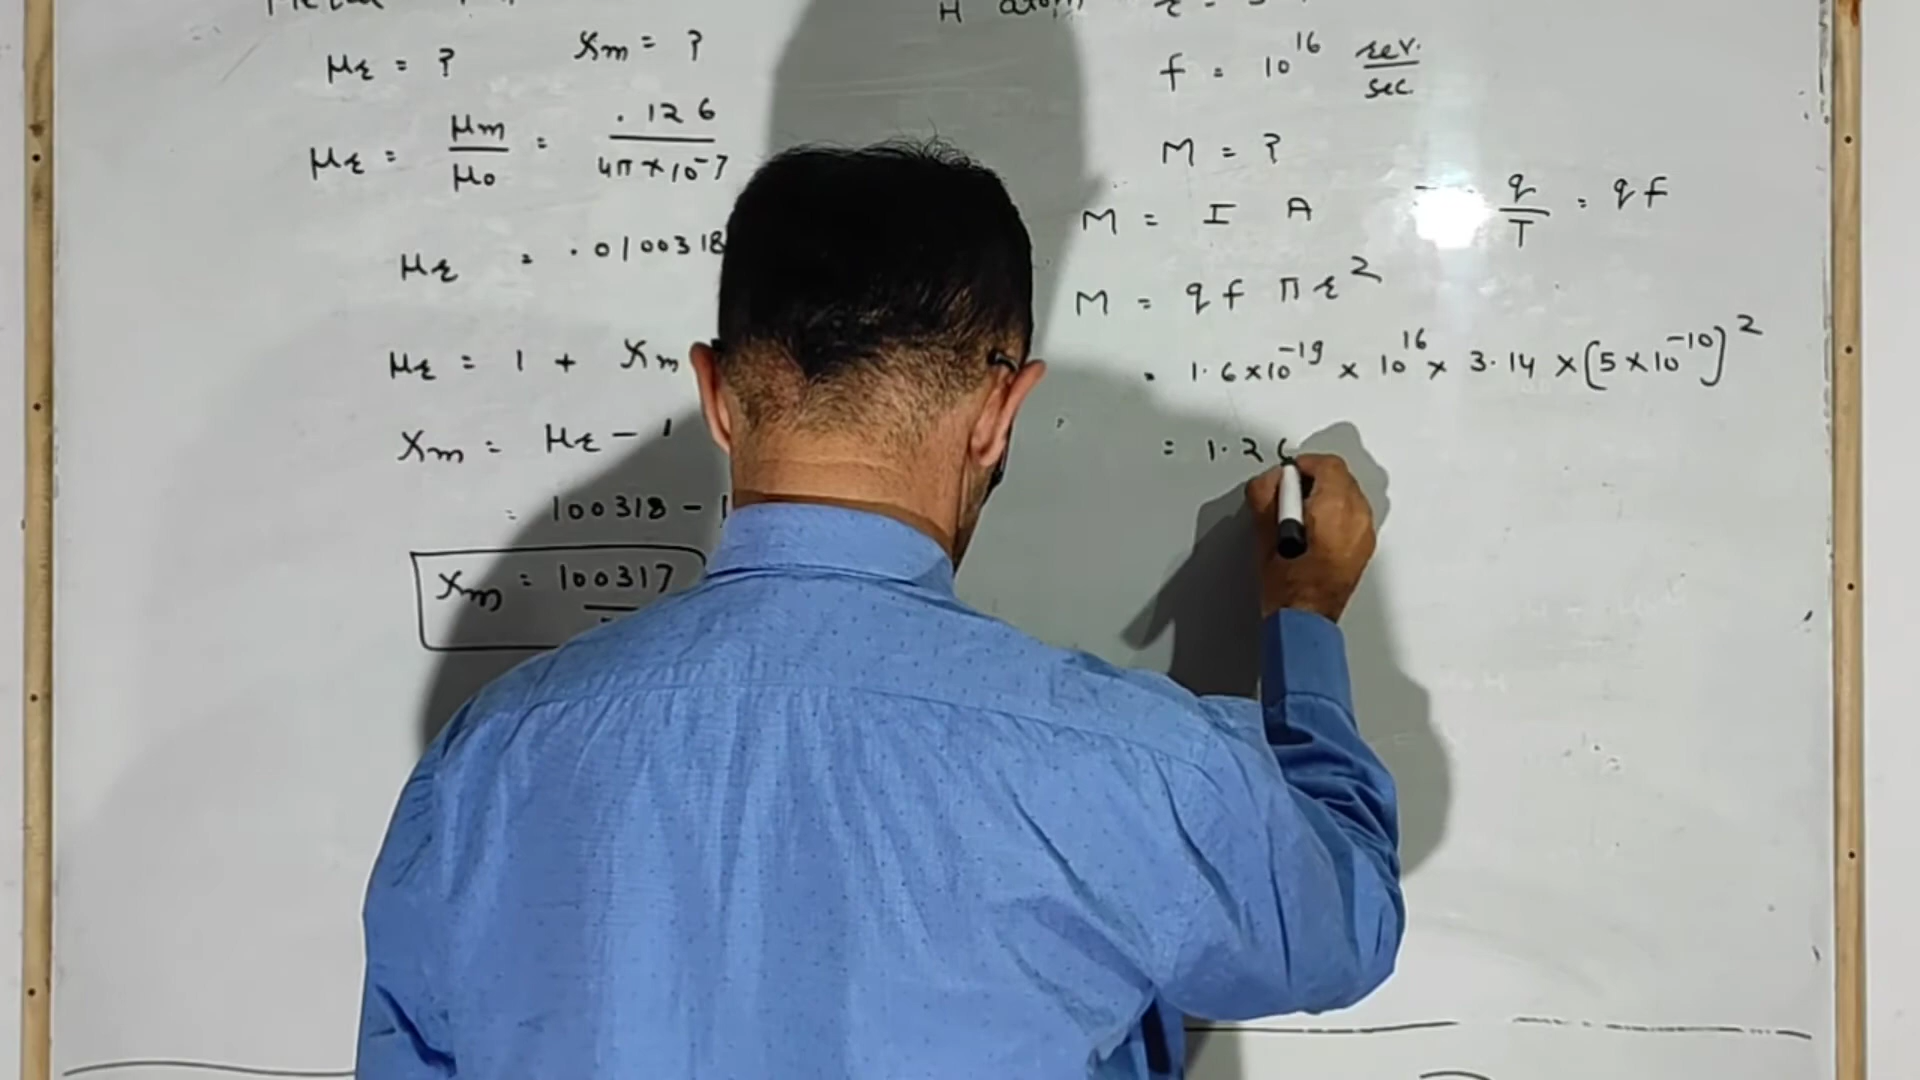 H atom
μr = ?
χm = ?
μr = μm/μ0 = .126/4π×10⁻⁷
μr = .0100318
μr = 1 + χm
χm = μr - 1
= 100318 - 1
χm = 100317
f = 10¹⁶ rev./sec.
M = ?
M = I A
q/T = qf
M = qf πr²
= 1.6×10⁻¹⁹ × 10¹⁶ × 3.14 × (5×10⁻¹⁰)²
= 1.26